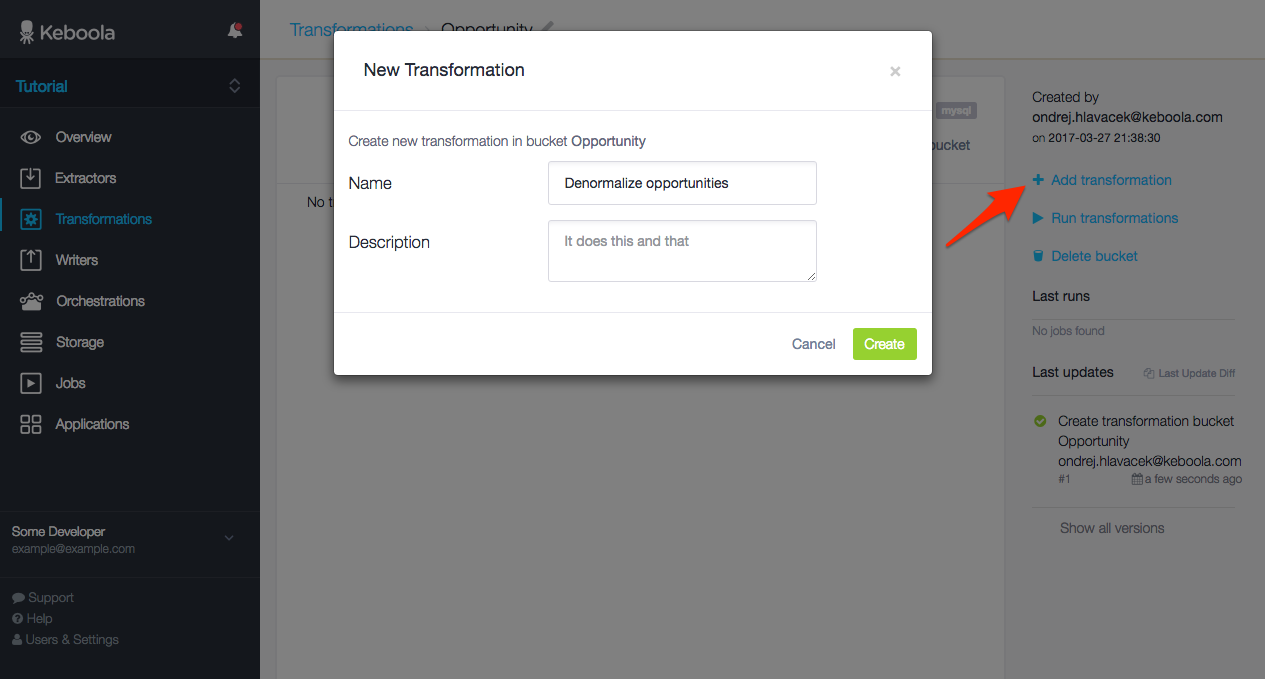 Keboola
Tutorial
Overview
Extractors
Transformations
Writers
Orchestrations
Storage
Jobs
Applications
Some Developer
example@example.com
Support
Help
Users & Settings
Transformations > Opportunity
New Transformation
×
Create new transformation in bucket Opportunity
Name
Denormalize opportunities
Description
It does this and that
Cancel
Create
mysql
bucket
No t
Created by
ondrej.hlavacek@keboola.com
on 2017-03-27 21:38:30
Add transformation
Run transformations
Delete bucket
Last runs
No jobs found
Last updates
Last Update Diff
Create transformation bucket
Opportunity
ondrej.hlavacek@keboola.com
#1
a few seconds ago
Show all versions